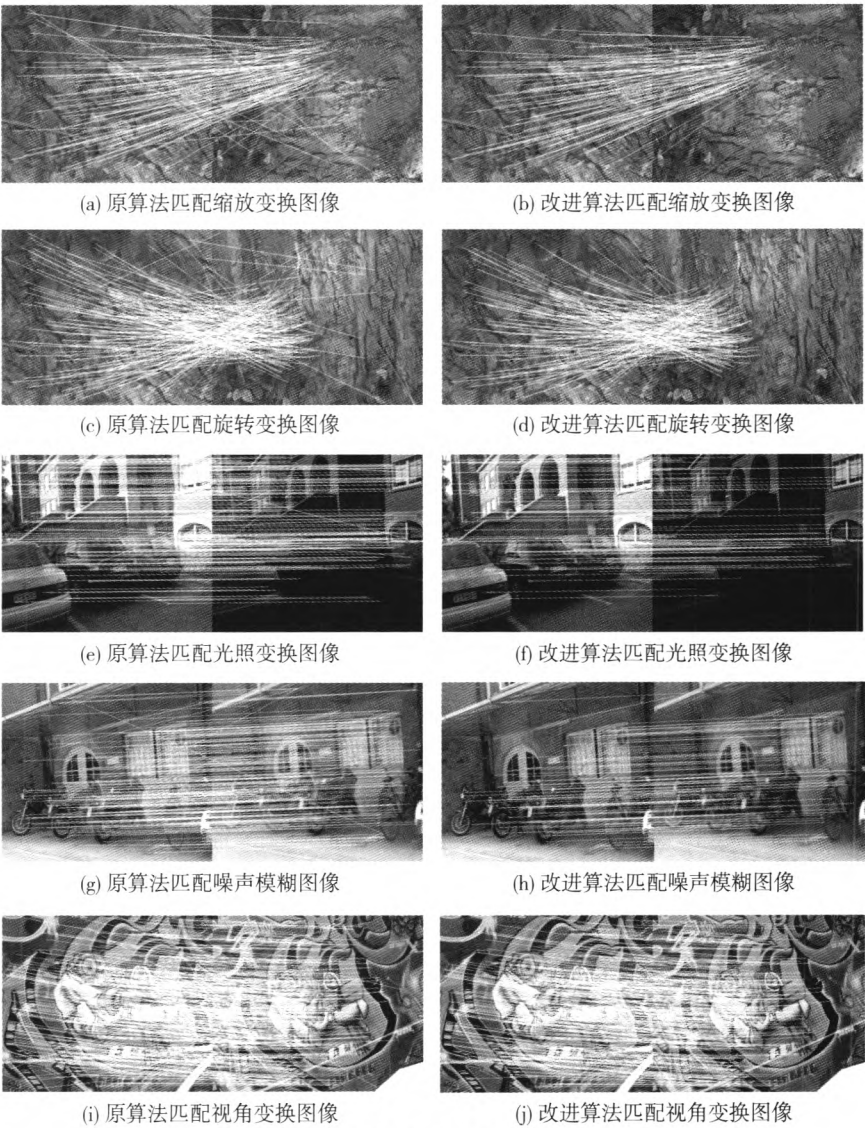 (a) 原算法匹配缩放变换图像
(b) 改进算法匹配缩放变换图像
(c) 原算法匹配旋转变换图像
(d) 改进算法匹配旋转变换图像
(e) 原算法匹配光照变换图像
(f) 改进算法匹配光照变换图像
(g) 原算法匹配噪声模糊图像
(h) 改进算法匹配噪声模糊图像
(i) 原算法匹配视角变换图像
(j) 改进算法匹配视角变换图像